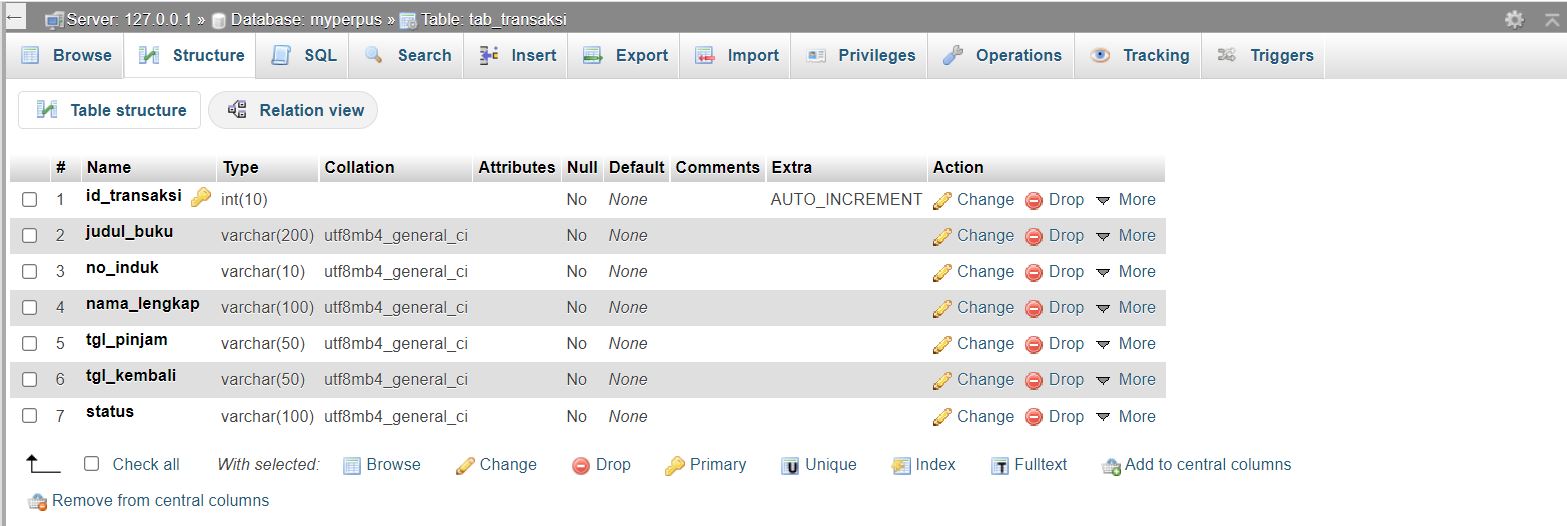 Server: 127.0.0.1 » Database: myperpus » Table: tab_transaksi
Browse Structure SQL Search Insert Export Import Privileges Operations Tracking Triggers
Table structure Relation view
# Name Type Collation Attributes Null Default Comments Extra Action
1 id_transaksi int(10) No None AUTO_INCREMENT Change Drop More
2 judul_buku varchar(200) utf8mb4_general_ci No None Change Drop More
3 no_induk varchar(10) utf8mb4_general_ci No None Change Drop More
4 nama_lengkap varchar(100) utf8mb4_general_ci No None Change Drop More
5 tgl_pinjam varchar(50) utf8mb4_general_ci No None Change Drop More
6 tgl_kembali varchar(50) utf8mb4_general_ci No None Change Drop More
7 status varchar(100) utf8mb4_general_ci No None Change Drop More
Check all With selected: Browse Change Drop Primary Unique Index Fulltext Add to central columns
Remove from central columns